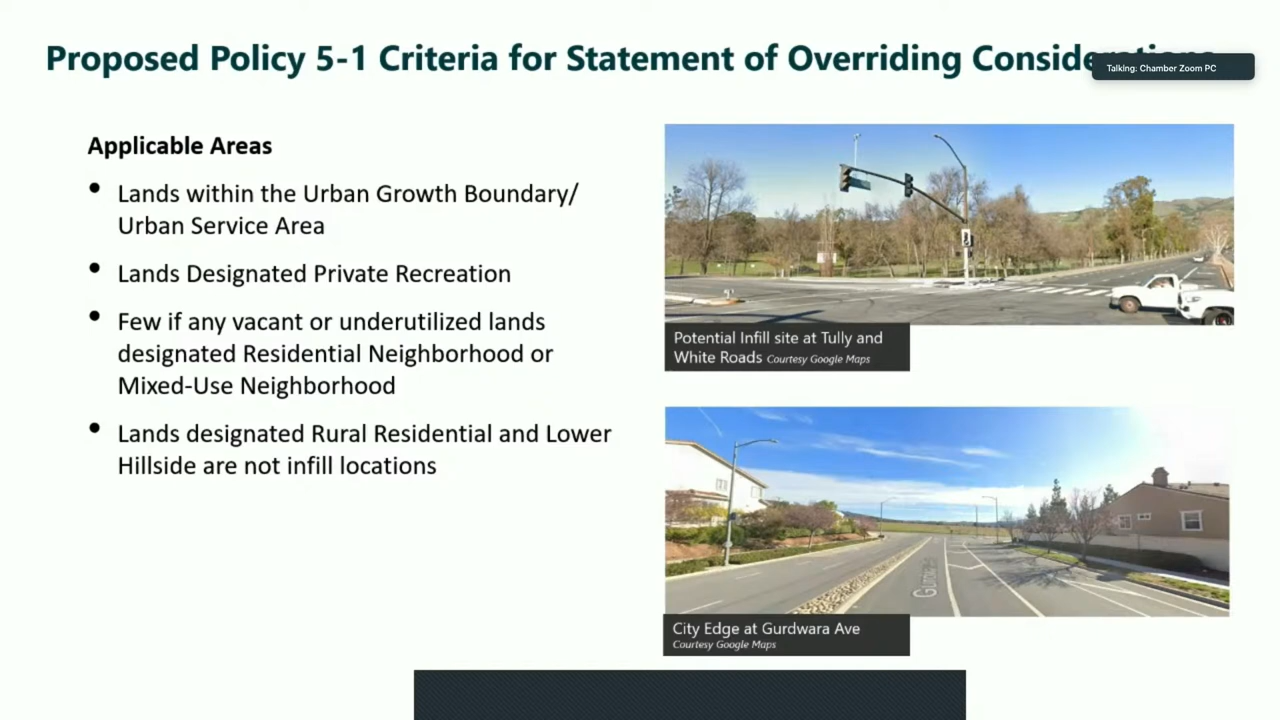 Proposed Policy 5-1 Criteria for Statement of Overriding Considerations
Talking: Chamber Zoom PC
Applicable Areas
• Lands within the Urban Growth Boundary/
Urban Service Area
• Lands Designated Private Recreation
• Few if any vacant or underutilized lands
designated Residential Neighborhood or
Mixed-Use Neighborhood
• Lands designated Rural Residential and Lower
Hillside are not infill locations
Potential Infill site at Tully and
White Roads Courtesy Google Maps
City Edge at Gurdwara Ave
Courtesy Google Maps